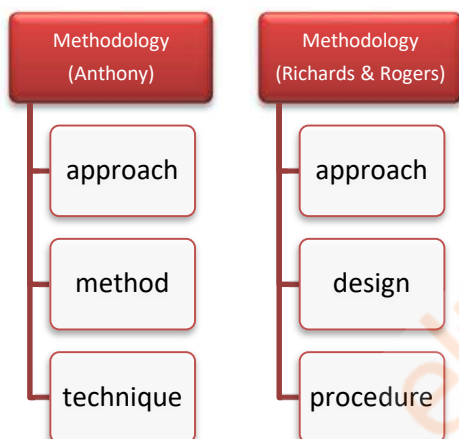 Methodology
(Anthony)
approach
method
technique
Methodology
(Richards & Rogers)
approach
design
procedure